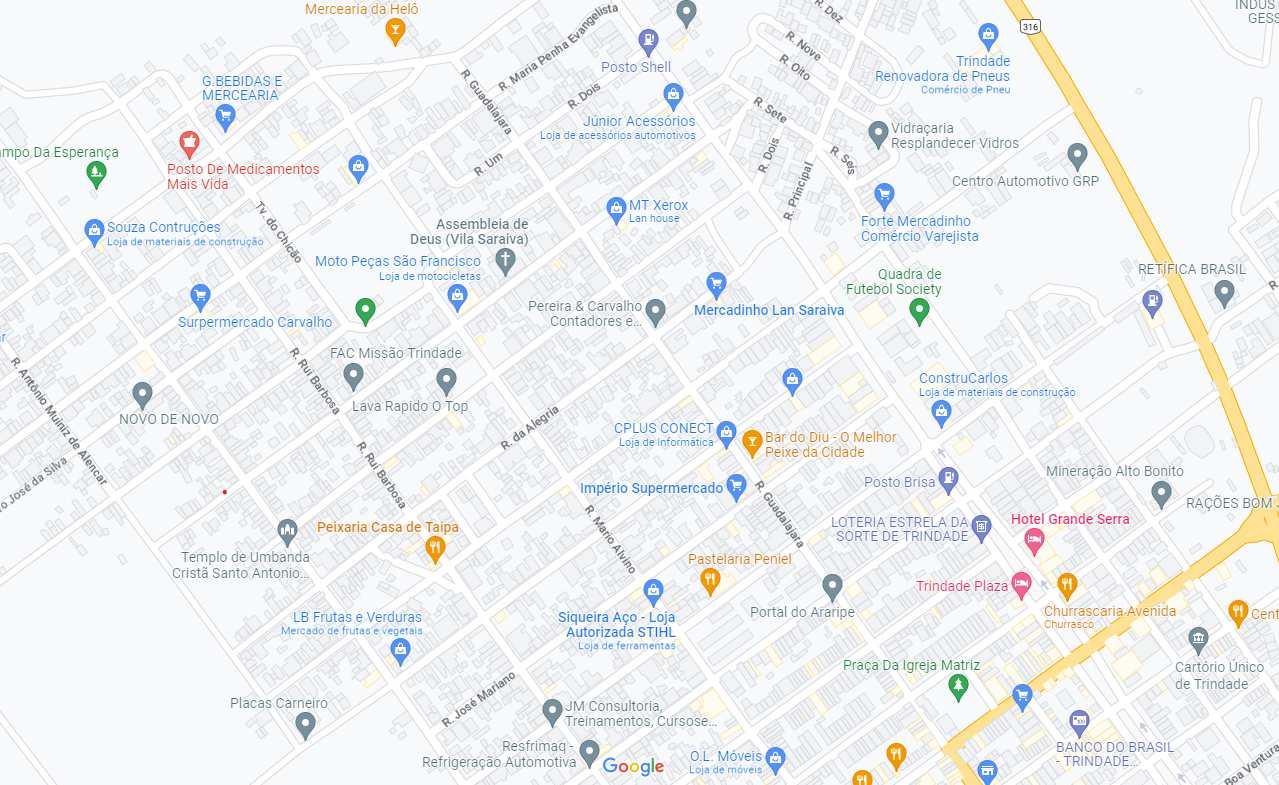 Mercearia da Helô
R. Maria Penha Evangelista
R. Dez
316
INDUS
GESS
R. Nove
Trindade
Renovadora de Pneus
Comércio de Pneu
Posto Shell
R. Oito
G.BEBIDAS E
MERCEARIA
R. Guadalajara
R. Dois
Júnior Acessórios
Loja de acessórios automotivos
R. Sete
Vidraçaria
Resplandecer Vidros
ampo Da Esperança
Posto De Medicamentos
Mais Vida
R. Um
R. Dois
R. Seis
Centro Automotivo GRP
R. Principal
MT Xerox
Lan house
Tv. do Chicão
Souza Contruções
Loja de materiais de construção
Assembleia de
Deus (Vila Saraiva)
Forte Mercadinho
Comércio Varejista
Moto Peças São Francisco
Loja de motocicletas
Quadra de
Futebol Society
RETÍFICA BRASIL
R.
Surpermercado Carvalho
Pereira & Carvalho
Contadores e...
Mercadinho Lan Saraiva
ar
R. Antônio Muiniz de Alencar
R. Rui Barbosa
FAC Missão Trindade
ConstruCarlos
Loja de materiais de construção
Lava Rapido O Top
NOVO DE NOVO
R. da Alegria
CPLUS CONECT
Loja de Informática
Bar do Diu - O Melhor
Peixe da Cidade
o José da Silva
R. Rui Barbosa
Mineração Alto Bonito
Império Supermercado
R. Guadalajara
Posto Brisa
RAÇÕES BOM J
Peixaria Casa de Taipa
R. Mario Alvino
LOTERIA ESTRELA DA
SORTE DE TRINDADE
Hotel Grande Serra
Templo de Umbanda
Cristã Santo Antonio...
Pastelaria Peniel
Trindade Plaza
Portal do Araripe
Churrascaria Avenida
Churrasco
Cent
LB Frutas e Verduras
Mercado de frutas e vegetais
Siqueira Aço - Loja
Autorizada STIHL
Loja de ferramentas
Praça Da Igreja Matriz
Cartório Único
de Trindade
R. José Mariano
Placas Carneiro
JM Consultoria,
Treinamentos, Cursose...
Resfrimaq -
Refrigeração Automotiva
Google
O.L. Móveis
Loja de móveis
BANCO DO BRASIL
- TRINDADE...
Boa Ventura